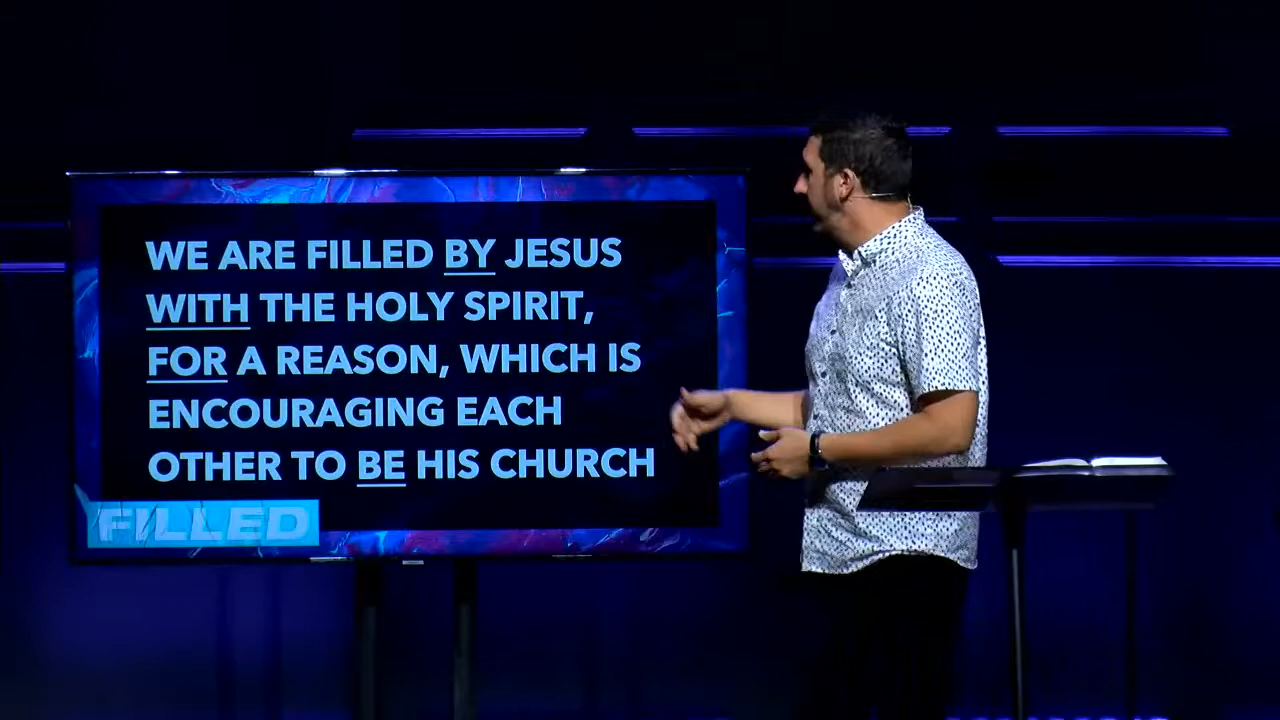 WE ARE FILLED BY JESUS
WITH THE HOLY SPIRIT,
FOR A REASON, WHICH IS
ENCOURAGING EACH
OTHER TO BE HIS CHURCH
FILLED